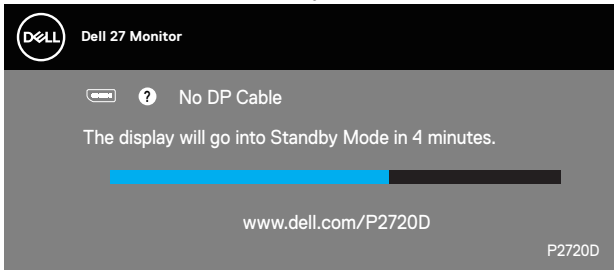 DELL
Dell 27 Monitor
? No DP Cable
The display will go into Standby Mode in 4 minutes.
www.dell.com/P2720D
P2720D